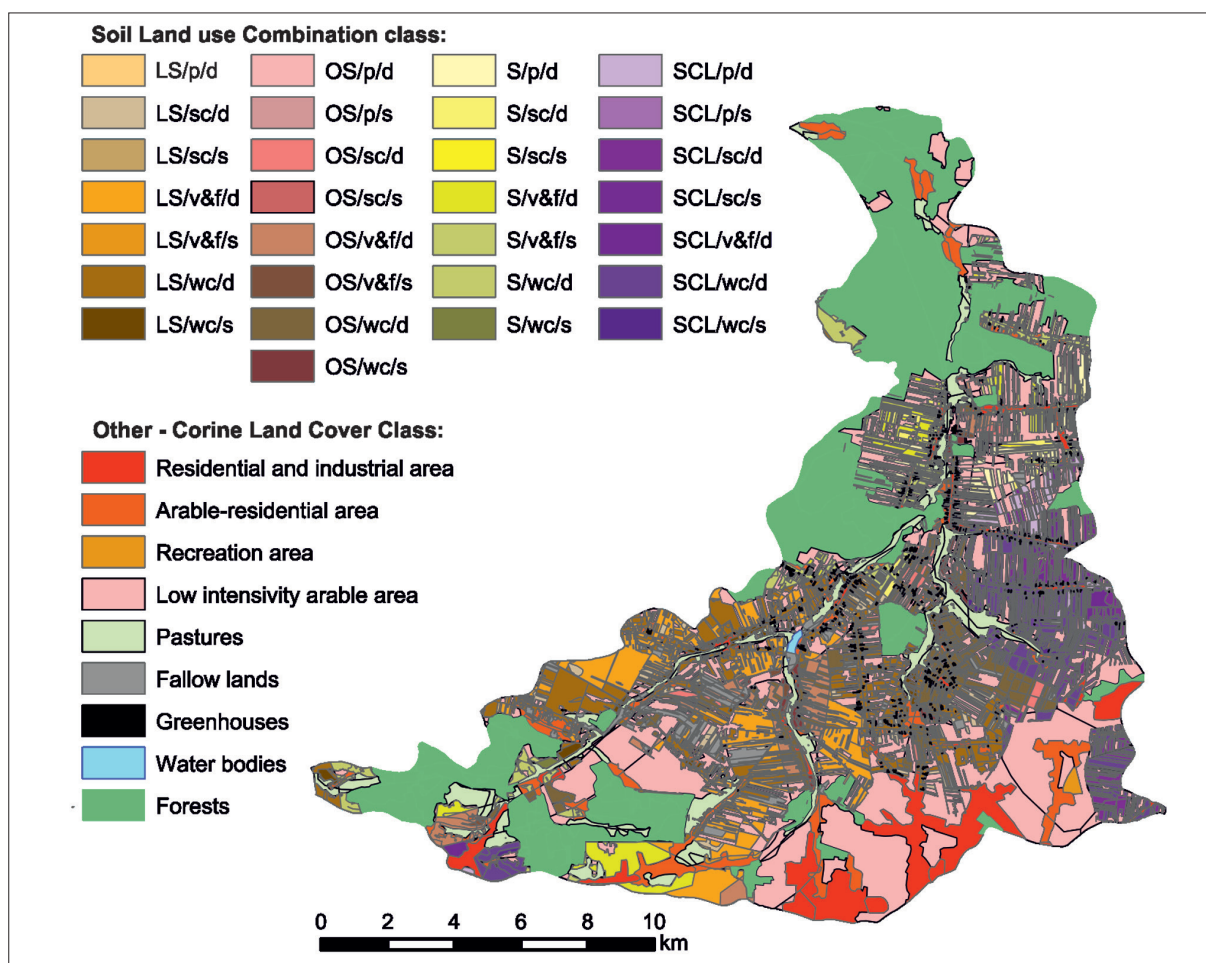 Soil Land use Combination class:
LS/p/d OS/p/d S/p/d SCL/p/d
LS/sc/d OS/p/s S/sc/d SCL/p/s
LS/sc/s OS/sc/d S/sc/s SCL/sc/d
LS/v&f/d OS/sc/s S/v&f/d SCL/sc/s
LS/v&f/s OS/v&f/d S/v&f/s SCL/v&f/d
LS/wc/d OS/v&f/s S/wc/d SCL/wc/d
LS/wc/s OS/wc/d S/wc/s SCL/wc/s
OS/wc/s
Other - Corine Land Cover Class:
Residential and industrial area
Arable-residential area
Recreation area
Low intensivity arable area
Pastures
Fallow lands
Greenhouses
Water bodies
Forests
0 2 4 6 8 10
km